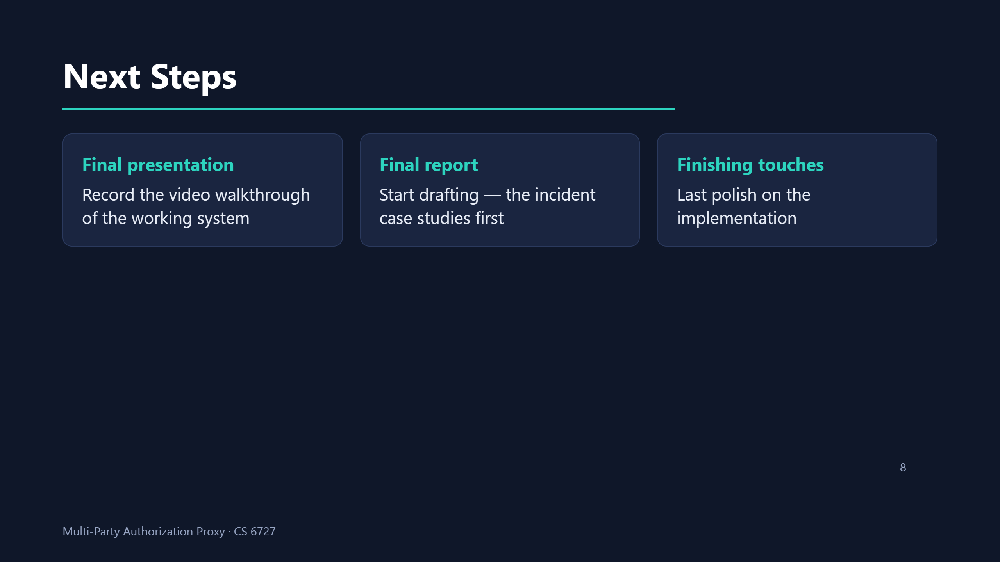 Next Steps
Final presentation
Record the video walkthrough
of the working system
Final report
Start drafting — the incident
case studies first
Finishing touches
Last polish on the
implementation
8
Multi-Party Authorization Proxy · CS 6727